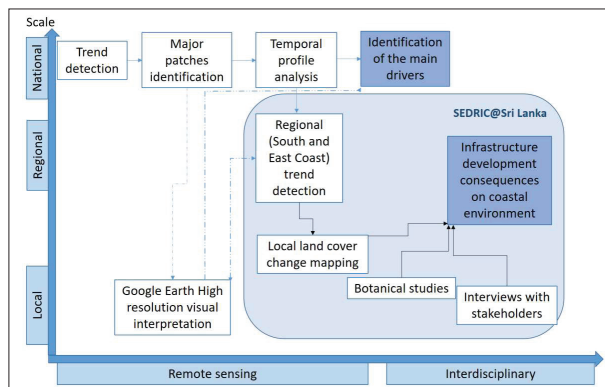 Scale
National
Regional
Local
Trend
detection
Major
patches
identification
Temporal
profile
analysis
Identification
of the main
drivers
SEDRIC@Sri Lanka
Regional
(South and
East Coast)
trend
detection
Infrastructure
development
consequences
on coastal
environment
Local land cover
change mapping
Google Earth High
resolution visual
interpretation
Botanical studies
Interviews with
stakeholders
Remote sensing
Interdisciplinary